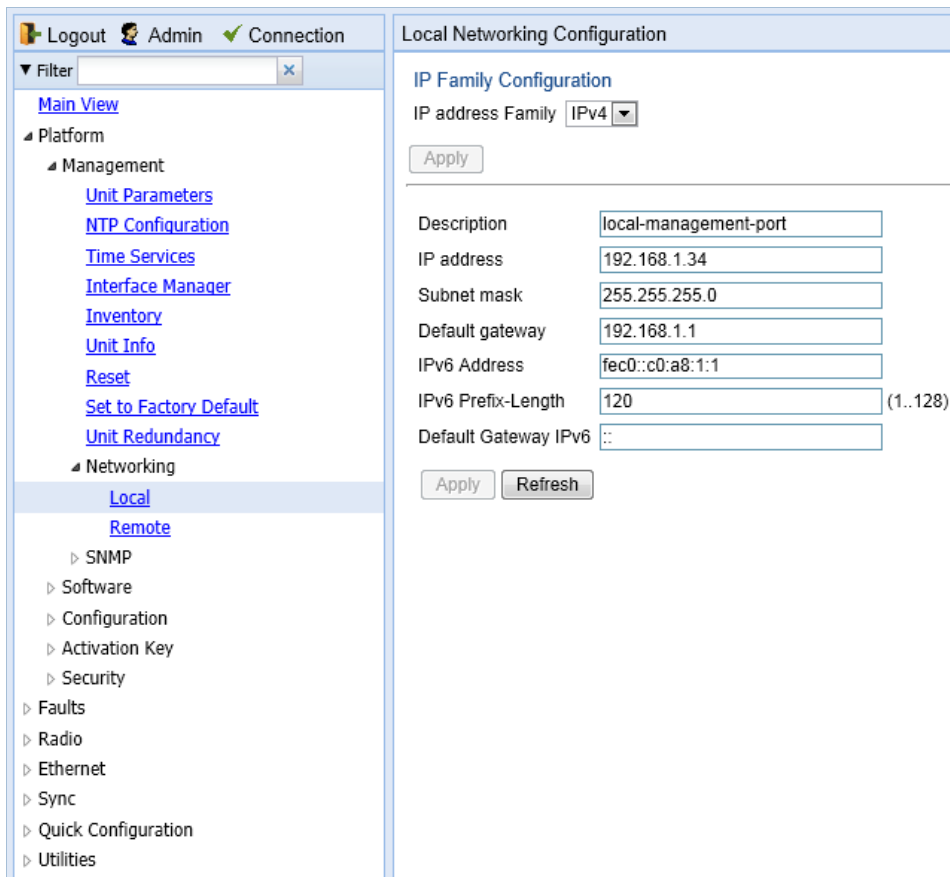 Logout Admin Connection
Filter
Main View
Platform
Management
Unit Parameters
NTP Configuration
Time Services
Interface Manager
Inventory
Unit Info
Reset
Set to Factory Default
Unit Redundancy
Networking
Local
Remote
SNMP
Software
Configuration
Activation Key
Security
Faults
Radio
Ethernet
Sync
Quick Configuration
Utilities
Local Networking Configuration
IP Family Configuration
IP address Family IPv4
Apply
Description local-management-port
IP address 192.168.1.34
Subnet mask 255.255.255.0
Default gateway 192.168.1.1
IPv6 Address fec0::c0:a8:1:1
IPv6 Prefix-Length 120 (1..128)
Default Gateway IPv6 ::
Apply Refresh